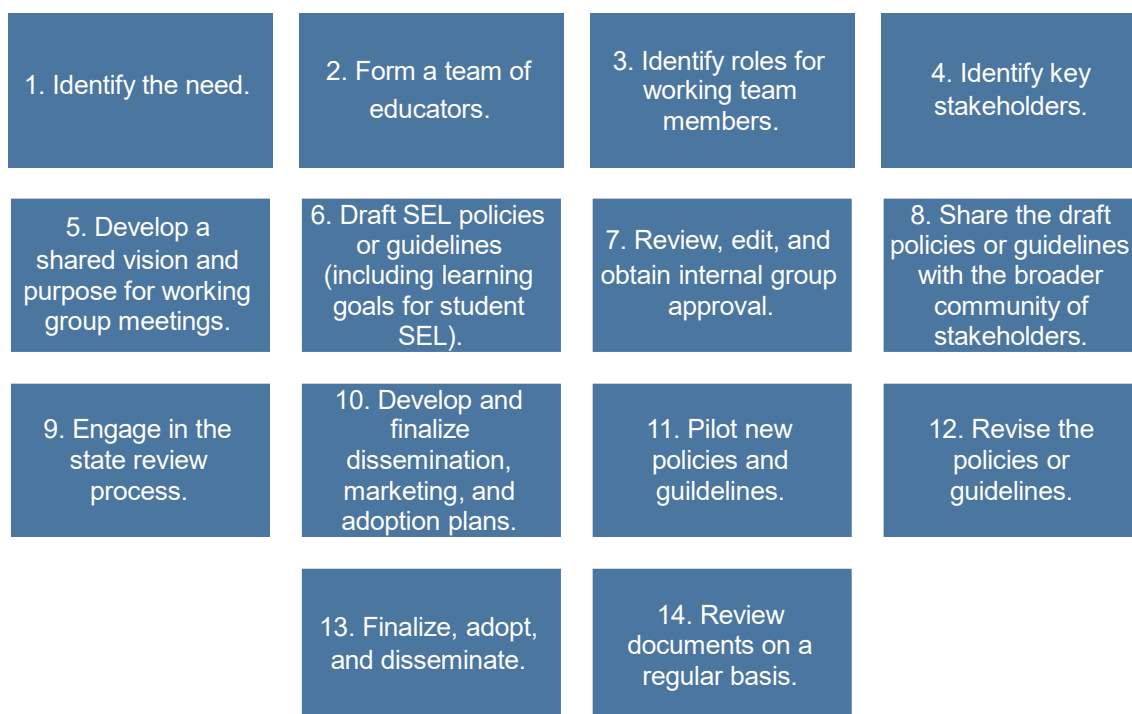 1. Identify the need.
2. Form a team of
educators.
3. Identify roles for
working team
members.
4. Identify key
stakeholders.
5. Develop a
shared vision and
purpose for working
group meetings.
6. Draft SEL policies
or guidelines
(including learning
goals for student
SEL).
7. Review, edit, and
obtain internal group
approval.
8. Share the draft
policies or guidelines
with the broader
community of
stakeholders.
9. Engage in the
state review
process.
10. Develop and
finalize
dissemination,
marketing, and
adoption plans.
11. Pilot new
policies and
guildelines.
12. Revise the
policies or
guidelines.
13. Finalize, adopt,
and disseminate.
14. Review
documents on a
regular basis.